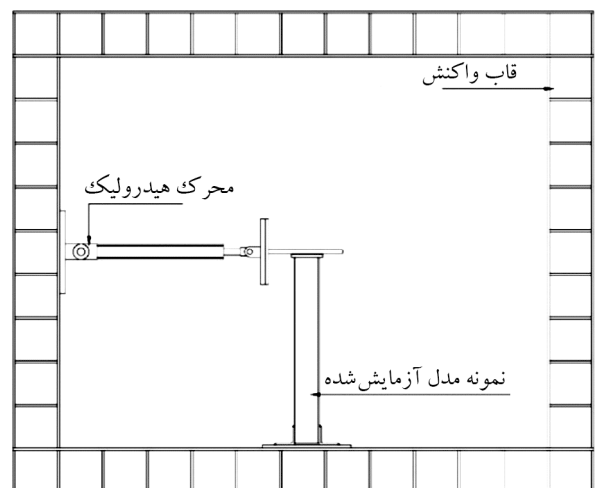 قاب واکنش
محرک هیدرولیک
نمونه مدل آزمایش‌شده